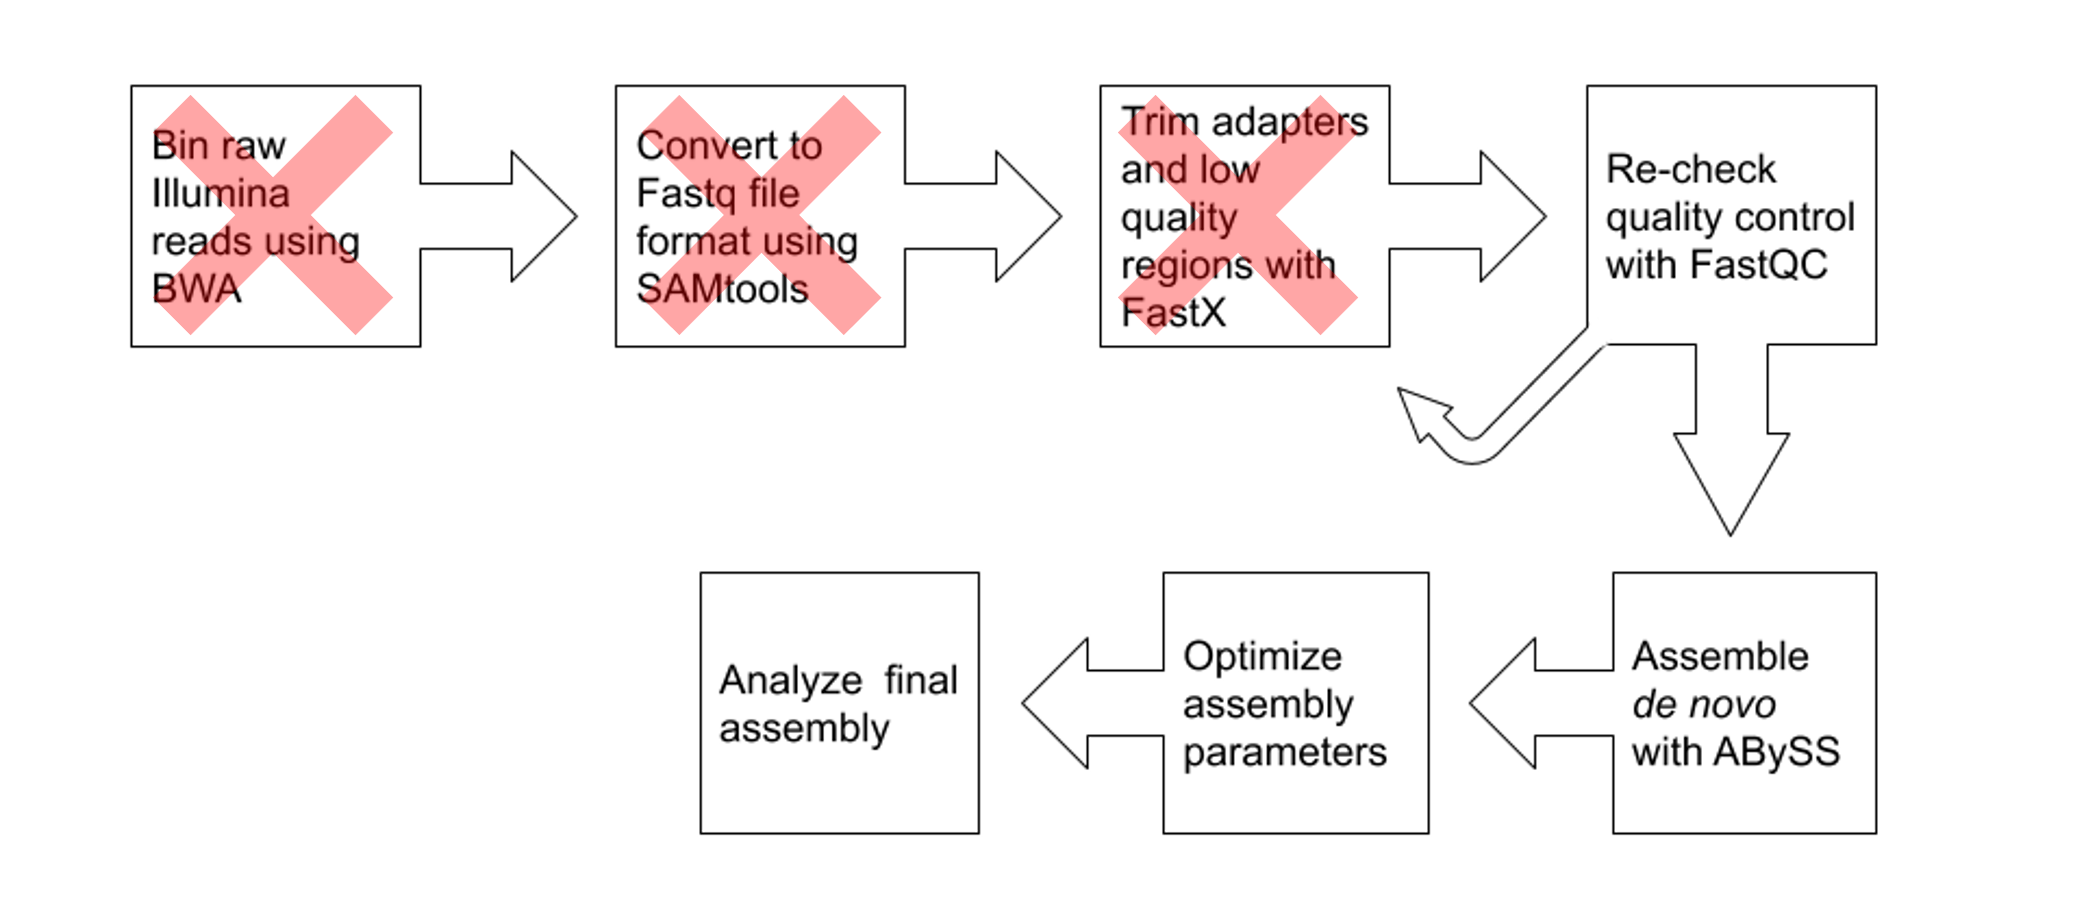 Bin raw
Illumina
reads using
BWA
Convert to
Fastq file
format using
SAMtools
Trim adapters
and low
quality
regions with
FastX
Re-check
quality control
with FastQC
Assemble
de novo
with ABySS
Optimize
assembly
parameters
Analyze final
assembly